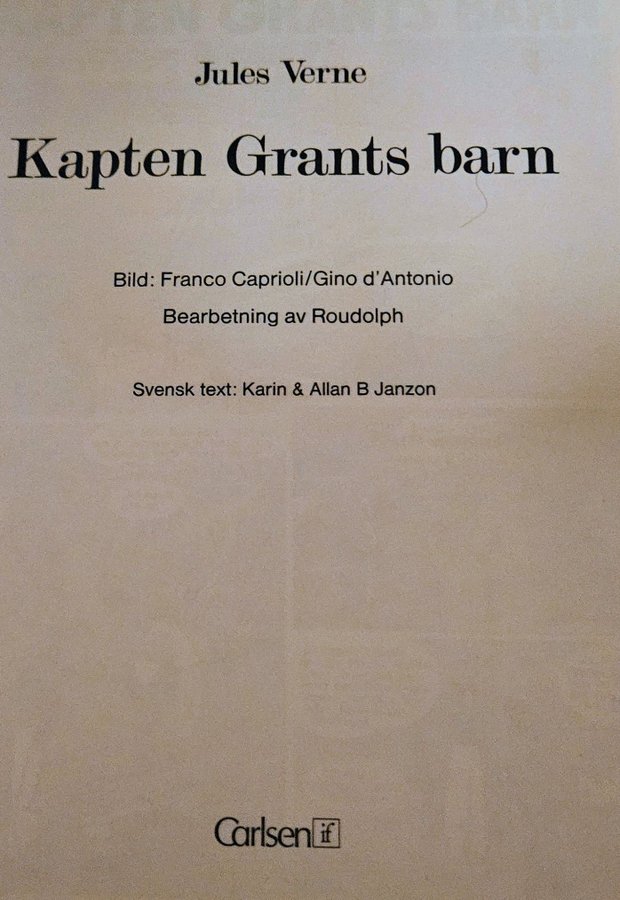 Jules Verne
Kapten Grants barn
Bild: Franco Caprioli/Gino d'Antonio
Bearbetning av Roudolph
Svensk text: Karin & Allan B Janzon
Carlsen if